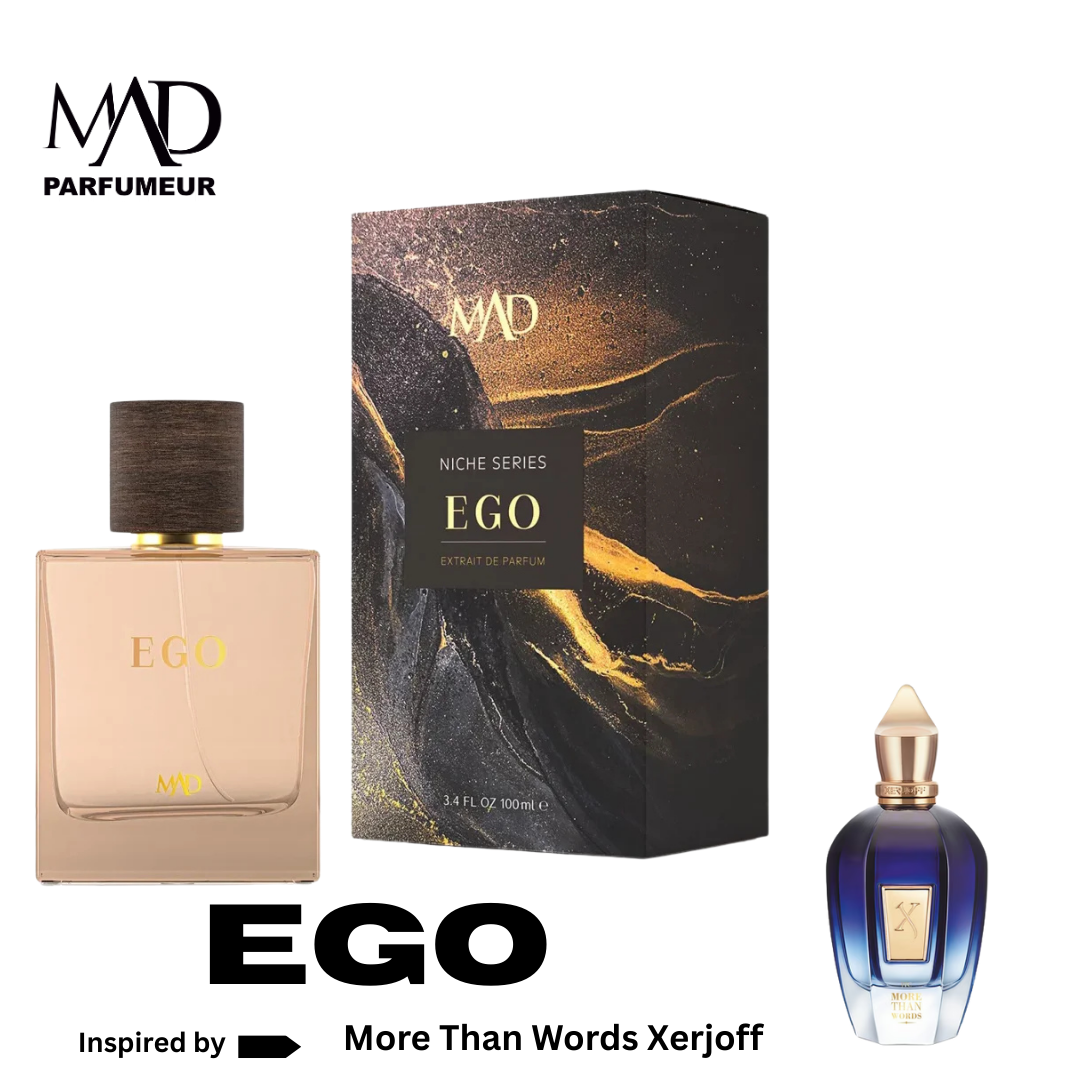 MAD
PARFUMEUR
MAD
NICHE SERIES
EGO
EXTRAIT DE PARFUM
3.4 FL OZ 100ml ℮
EGO
MAD
XERJOFF
X
MORE
THAN
WORDS
EGO
Inspired by
More Than Words Xerjoff